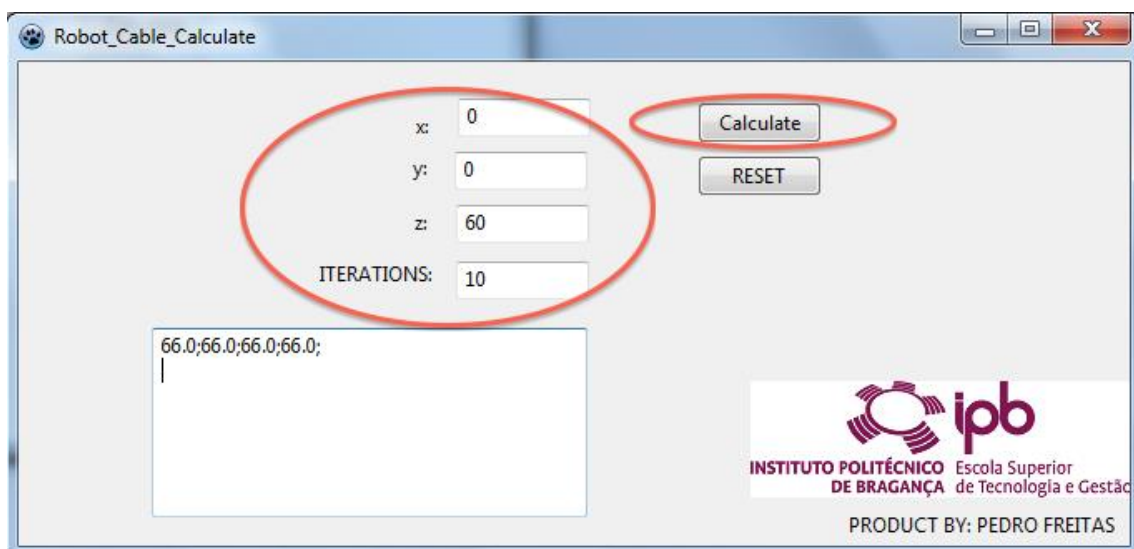 Robot_Cable_Calculate
x: 0
Calculate
y: 0
RESET
z: 60
ITERATIONS: 10
66.0;66.0;66.0;66.0;
ipb
INSTITUTO POLITÉCNICO
DE BRAGANÇA
Escola Superior
de Tecnologia e Gestão
PRODUCT BY: PEDRO FREITAS